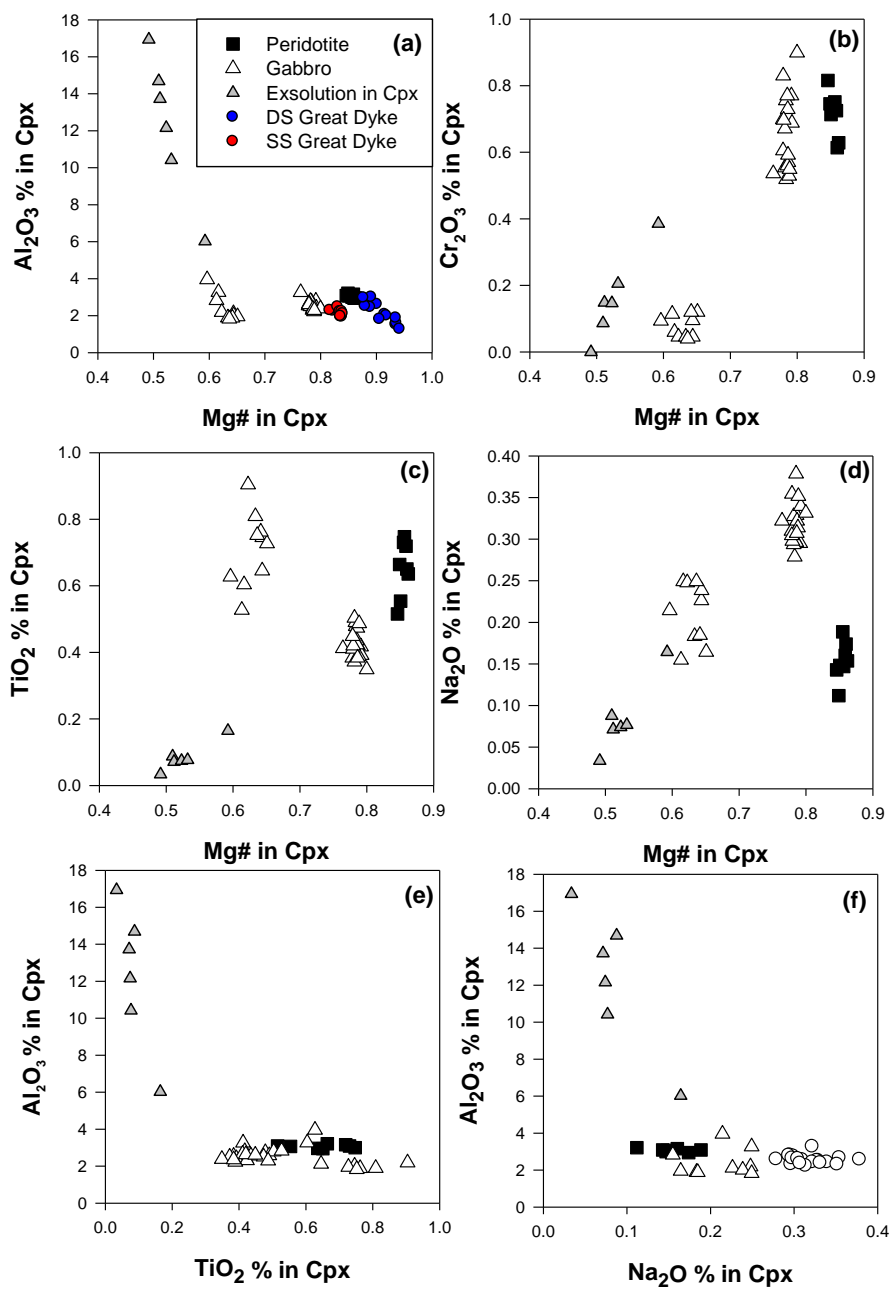 (a)
Peridotite
Gabbro
Exsolution in Cpx
DS Great Dyke
SS Great Dyke
18
16
14
12
10
8
6
4
2
0
Al₂O₃ % in Cpx
0.4 0.5 0.6 0.7 0.8 0.9 1.0
Mg# in Cpx
(b)
1.0
0.8
0.6
0.4
0.2
0.0
Cr₂O₃ % in Cpx
0.4 0.5 0.6 0.7 0.8 0.9
Mg# in Cpx
(c)
1.0
0.8
0.6
0.4
0.2
0.0
TiO₂ % in Cpx
0.4 0.5 0.6 0.7 0.8 0.9
Mg# in Cpx
(d)
0.40
0.35
0.30
0.25
0.20
0.15
0.10
0.05
0.00
Na₂O % in Cpx
0.4 0.5 0.6 0.7 0.8 0.9
Mg# in Cpx
(e)
18
16
14
12
10
8
6
4
2
0
Al₂O₃ % in Cpx
0.0 0.2 0.4 0.6 0.8 1.0
TiO₂ % in Cpx
(f)
18
16
14
12
10
8
6
4
2
0
Al₂O₃ % in Cpx
0.0 0.1 0.2 0.3 0.4
Na₂O % in Cpx